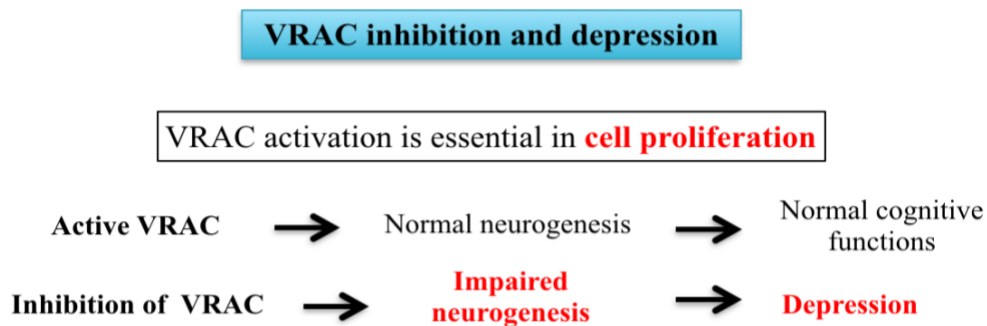 VRAC inhibition and depression
VRAC activation is essential in cell proliferation
Active VRAC
Normal neurogenesis
Normal cognitive
functions
Inhibition of VRAC
Impaired
neurogenesis
Depression